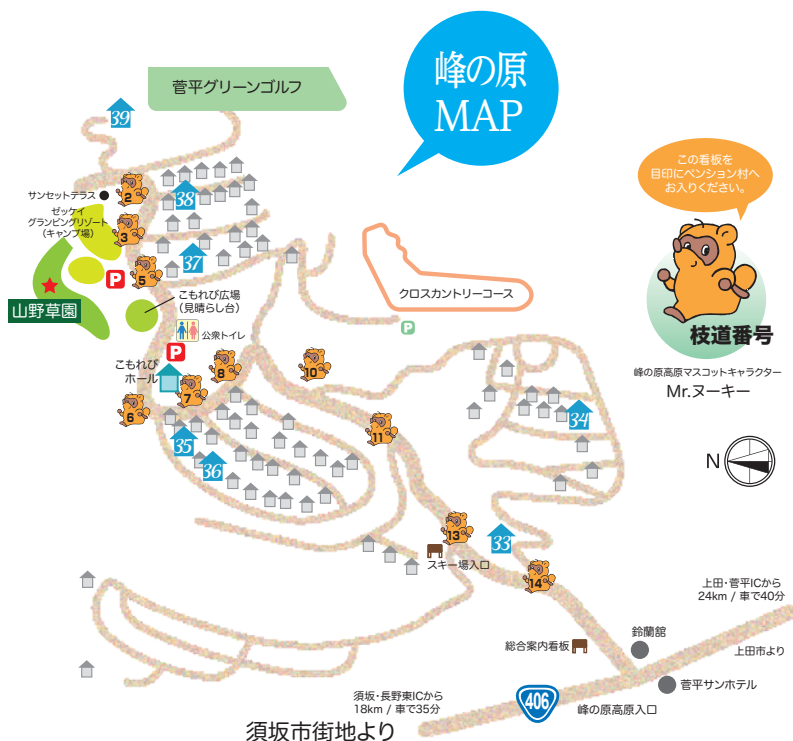 峰の原
MAP
菅平グリーンゴルフ
39
この看板を
目印にペンション村へ
お入りください。
サンセットテラス
2
38
ゼッケイ
グランピングリゾート
(キャンプ場)
3
37
5
P
山野草園
こもれび広場
(見晴らし台)
クロスカントリーコース
P
公衆トイレ
P
枝道番号
峰の原高原マスコットキャラクター
Mr.ヌーキー
こもれび
ホール
8
10
7
6
35
36
11
34
N
13
33
スキー場入口
14
上田・菅平ICから
24km / 車で40分
総合案内看板
鈴蘭館
上田市より
菅平サンホテル
須坂・長野東ICから
18km / 車で35分
406
峰の原高原入口
須坂市街地より